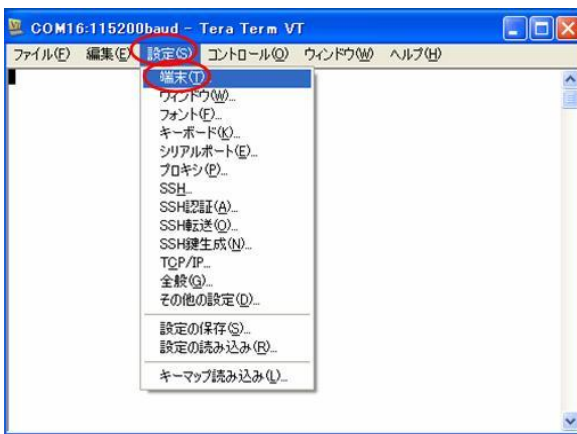 COM16:115200baud - Tera Term VT
ファイル(F) 編集(E) 設定(S) コントロール(O) ウィンドウ(W) ヘルプ(H)
端末(T)...
ウィンドウ(W)...
フォント(F)...
キーボード(K)...
シリアルポート(E)...
プロキシ(P)...
SSH...
SSH認証(A)...
SSH転送(O)...
SSH鍵生成(N)...
TCP/IP...
全般(G)...
その他の設定(D)...
設定の保存(S)...
設定の読み込み(R)...
キーマップ読み込み(L)...